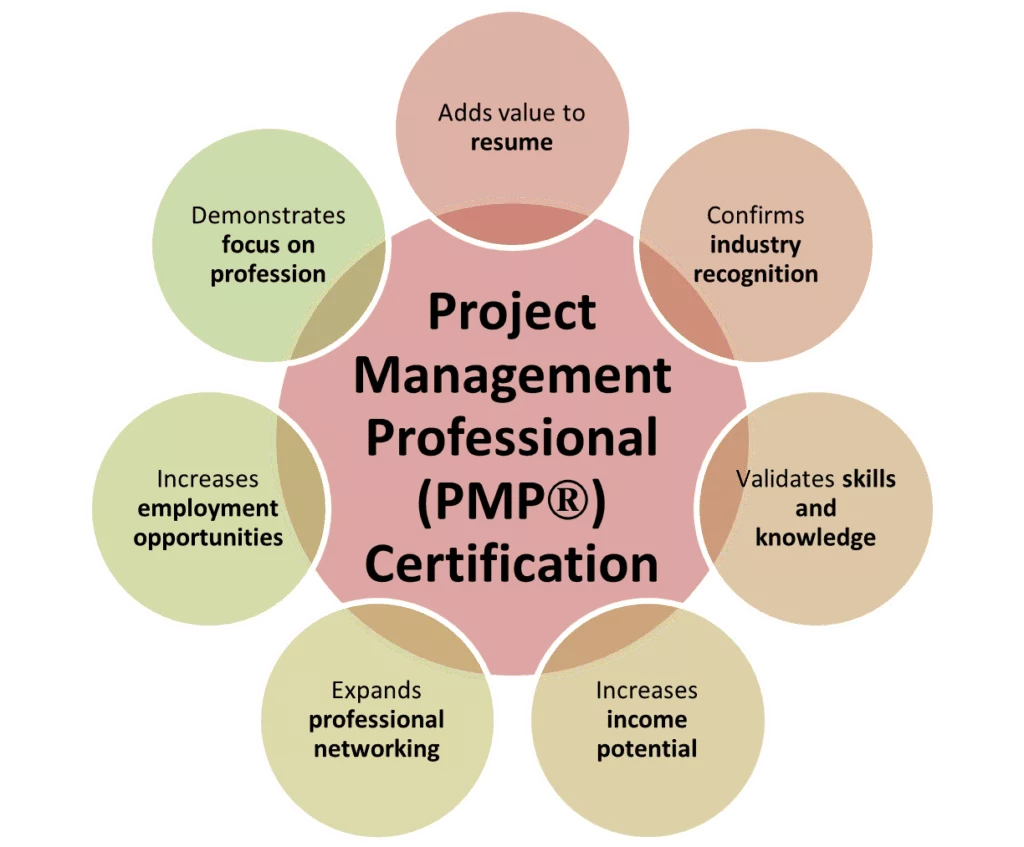 Adds value to
resume
Confirms
industry
recognition
Validates skills
and
knowledge
Increases
income
potential
Expands
professional
networking
Increases
employment
opportunities
Demonstrates
focus on
profession
Project
Management
Professional
(PMP®)
Certification